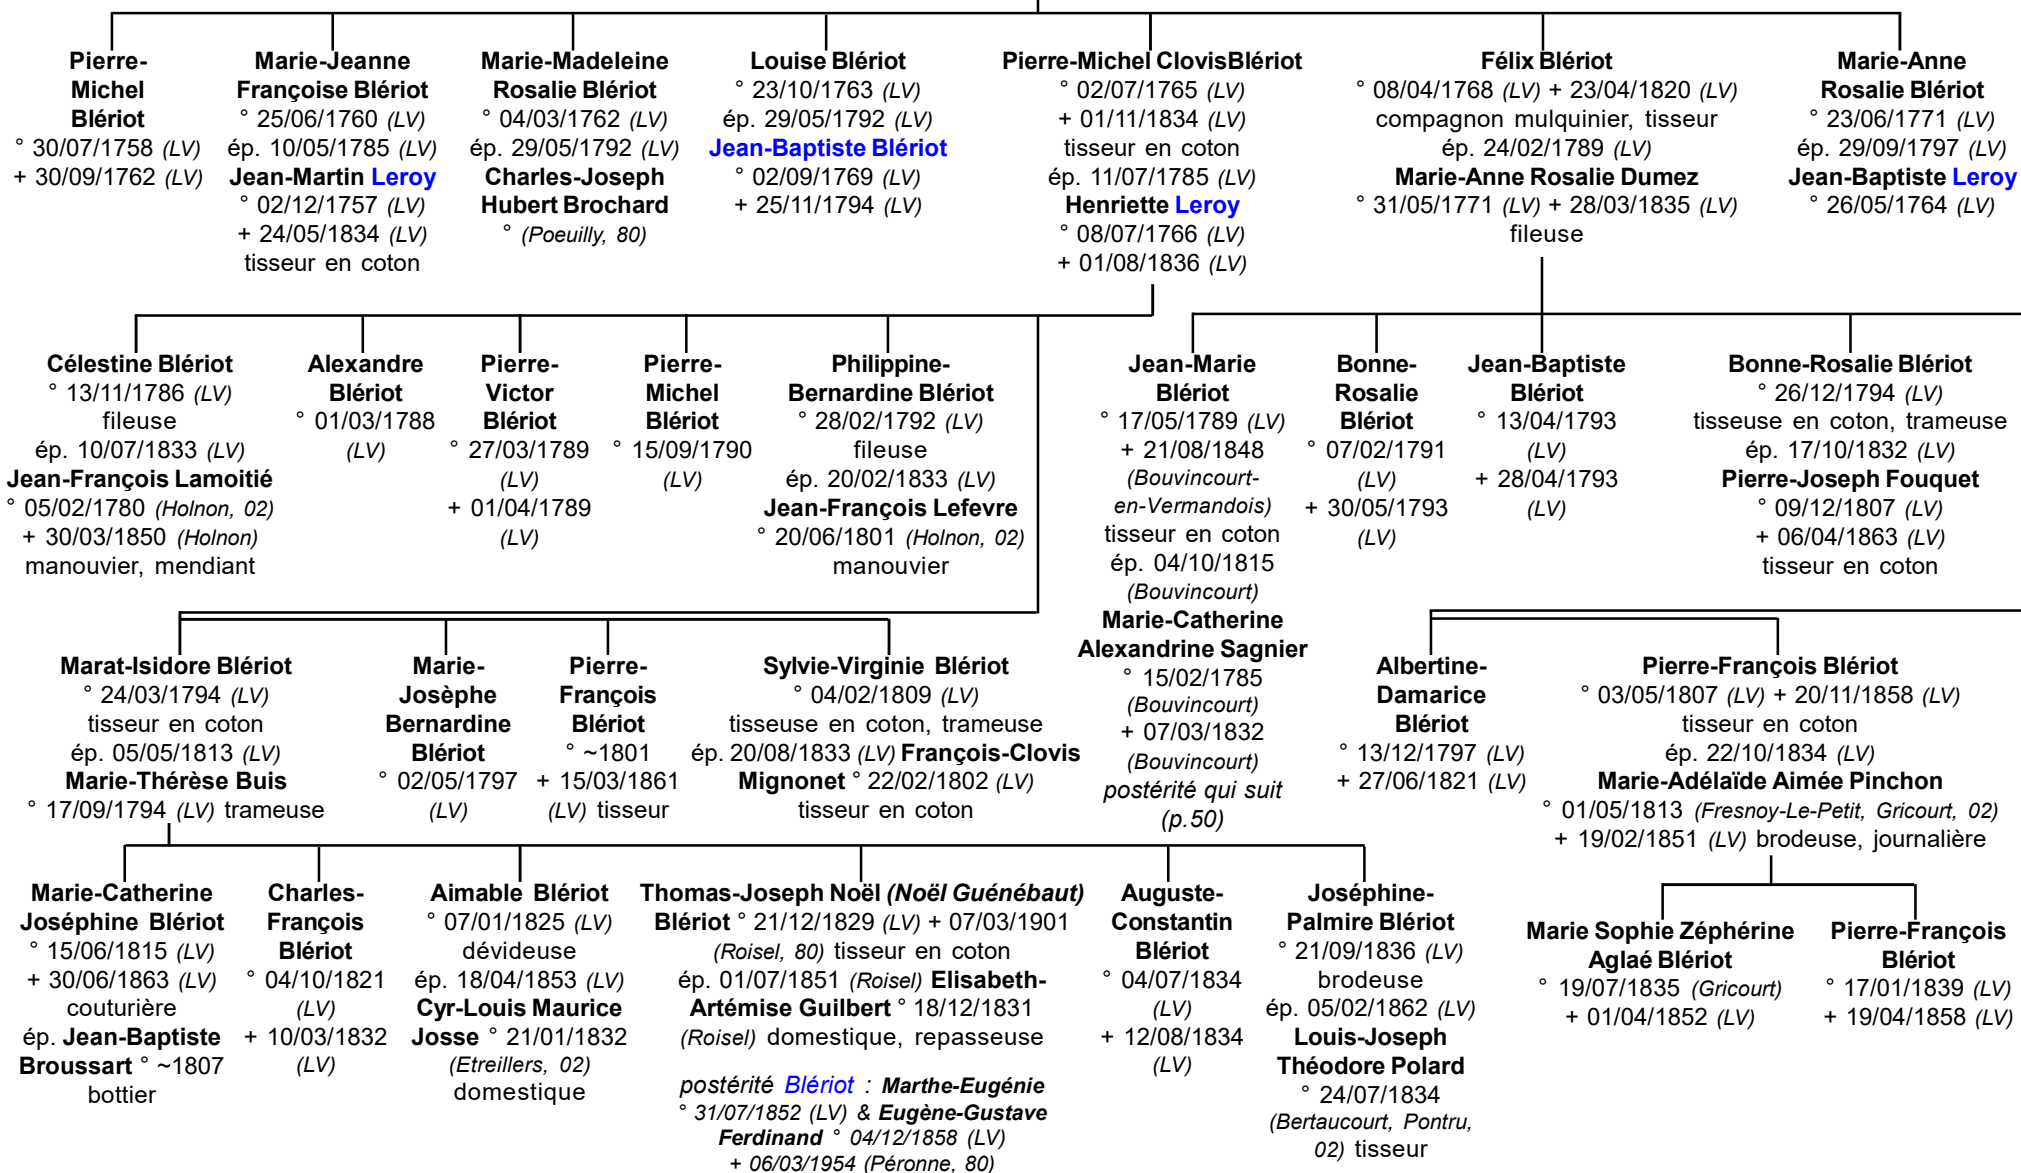 Pierre-
Michel
Blériot
° 30/07/1758 (LV)
+ 30/09/1762 (LV)
Marie-Jeanne
Françoise Blériot
° 25/06/1760 (LV)
ép. 10/05/1785 (LV)
Jean-Martin Leroy
° 02/12/1757 (LV)
+ 24/05/1834 (LV)
tisseur en coton
Marie-Madeleine
Rosalie Blériot
° 04/03/1762 (LV)
ép. 29/05/1792 (LV)
Charles-Joseph
Hubert Brochard
° (Poeuilly, 80)
Louise Blériot
° 23/10/1763 (LV)
ép. 29/05/1792 (LV)
Jean-Baptiste Blériot
° 02/09/1769 (LV)
+ 25/11/1794 (LV)
Pierre-Michel ClovisBlériot
° 02/07/1765 (LV)
+ 01/11/1834 (LV)
tisseur en coton
ép. 11/07/1785 (LV)
Henriette Leroy
° 08/07/1766 (LV)
+ 01/08/1836 (LV)
Félix Blériot
° 08/04/1768 (LV) + 23/04/1820 (LV)
compagnon mulquinier, tisseur
ép. 24/02/1789 (LV)
Marie-Anne Rosalie Dumez
° 31/05/1771 (LV) + 28/03/1835 (LV)
fileuse
Marie-Anne
Rosalie Blériot
° 23/06/1771 (LV)
ép. 29/09/1797 (LV)
Jean-Baptiste Leroy
° 26/05/1764 (LV)
Célestine Blériot
° 13/11/1786 (LV)
fileuse
ép. 10/07/1833 (LV)
Jean-François Lamoitié
° 05/02/1780 (Holnon, 02)
+ 30/03/1850 (Holnon)
manouvier, mendiant
Alexandre
Blériot
° 01/03/1788
(LV)
Pierre-
Victor
Blériot
° 27/03/1789
(LV)
+ 01/04/1789
(LV)
Pierre-
Michel
Blériot
° 15/09/1790
(LV)
Philippine-
Bernardine Blériot
° 28/02/1792 (LV)
fileuse
ép. 20/02/1833 (LV)
Jean-François Lefevre
° 20/06/1801 (Holnon, 02)
manouvier
Jean-Marie
Blériot
° 17/05/1789 (LV)
+ 21/08/1848
(Bouvincourt-
en-Vermandois)
tisseur en coton
ép. 04/10/1815
(Bouvincourt)
Marie-Catherine
Alexandrine Sagnier
° 15/02/1785
(Bouvincourt)
+ 07/03/1832
(Bouvincourt)
postérité qui suit
(p.50)
Bonne-
Rosalie
Blériot
° 07/02/1791
(LV)
+ 30/05/1793
(LV)
Jean-Baptiste
Blériot
° 13/04/1793
(LV)
+ 28/04/1793
(LV)
Bonne-Rosalie Blériot
° 26/12/1794 (LV)
tisseuse en coton, trameuse
ép. 17/10/1832 (LV)
Pierre-Joseph Fouquet
° 09/12/1807 (LV)
+ 06/04/1863 (LV)
tisseur en coton
Marat-Isidore Blériot
° 24/03/1794 (LV)
tisseur en coton
ép. 05/05/1813 (LV)
Marie-Thérèse Buis
° 17/09/1794 (LV) trameuse
Marie-
Josèphe
Bernardine
Blériot
° 02/05/1797
(LV)
Pierre-
François
Blériot
° ~1801
+ 15/03/1861
(LV) tisseur
Sylvie-Virginie Blériot
° 04/02/1809 (LV)
tisseuse en coton, trameuse
ép. 20/08/1833 (LV) François-Clovis
Mignonet ° 22/02/1802 (LV)
tisseur en coton
Albertine-
Damarice
Blériot
° 13/12/1797 (LV)
+ 27/06/1821 (LV)
Pierre-François Blériot
° 03/05/1807 (LV) + 20/11/1858 (LV)
tisseur en coton
ép. 22/10/1834 (LV)
Marie-Adélaïde Aimée Pinchon
° 01/05/1813 (Fresnoy-Le-Petit, Gricourt, 02)
+ 19/02/1851 (LV) brodeuse, journalière
Marie-Catherine
Joséphine Blériot
° 15/06/1815 (LV)
+ 30/06/1863 (LV)
couturière
ép. Jean-Baptiste
Broussart ° ~1807
bottier
Charles-
François
Blériot
° 04/10/1821
(LV)
+ 10/03/1832
(LV)
Aimable Blériot
° 07/01/1825 (LV)
dévideuse
ép. 18/04/1853 (LV)
Cyr-Louis Maurice
Josse ° 21/01/1832
(Etreillers, 02)
domestique
Thomas-Joseph Noël (Noël Guénébaut)
Blériot ° 21/12/1829 (LV) + 07/03/1901
(Roisel, 80) tisseur en coton
ép. 01/07/1851 (Roisel) Elisabeth-
Artémise Guilbert ° 18/12/1831
(Roisel) domestique, repasseuse
postérité Blériot : Marthe-Eugénie
° 31/07/1852 (LV) & Eugène-Gustave
Ferdinand ° 04/12/1858 (LV)
+ 06/03/1954 (Péronne, 80)
Auguste-
Constantin
Blériot
° 04/07/1834
(LV)
+ 12/08/1834
(LV)
Joséphine-
Palmire Blériot
° 21/09/1836 (LV)
brodeuse
ép. 05/02/1862 (LV)
Louis-Joseph
Théodore Polard
° 24/07/1834
(Bertaucourt, Pontru,
02) tisseur
Marie Sophie Zéphérine
Aglaé Blériot
° 19/07/1835 (Gricourt)
+ 01/04/1852 (LV)
Pierre-François
Blériot
° 17/01/1839 (LV)
+ 19/04/1858 (LV)